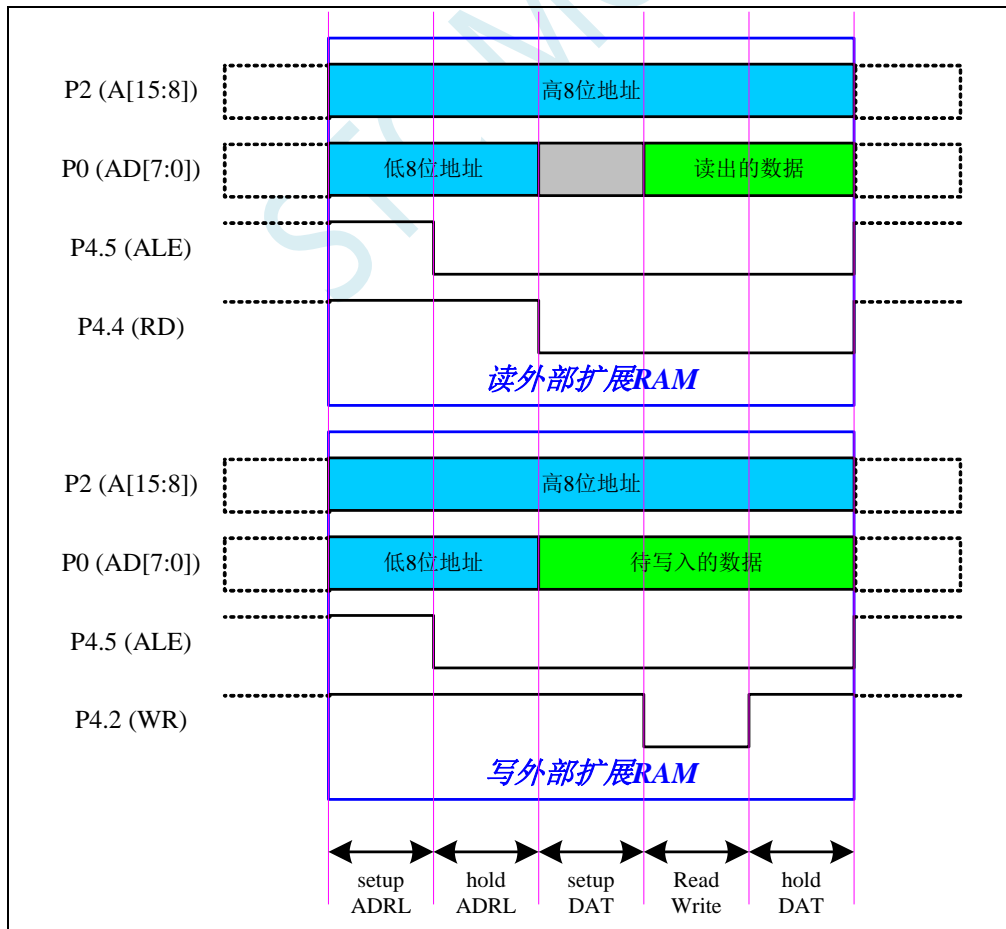 P2 (A[15:8])
高8位地址
P0 (AD[7:0])
低8位地址
读出的数据
P4.5 (ALE)
P4.4 (RD)
读外部扩展RAM
P2 (A[15:8])
高8位地址
P0 (AD[7:0])
低8位地址
待写入的数据
P4.5 (ALE)
P4.2 (WR)
写外部扩展RAM
setup
ADRL
hold
ADRL
setup
DAT
Read
Write
hold
DAT